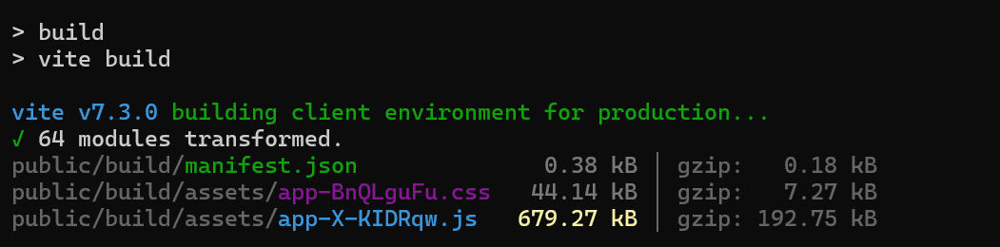 > build
> vite build
vite v7.3.0 building client environment for production...
✓ 64 modules transformed.
public/build/manifest.json 0.38 kB │ gzip: 0.18 kB
public/build/assets/app-BnQLguFu.css 44.14 kB │ gzip: 7.27 kB
public/build/assets/app-X-KIDRqw.js 679.27 kB │ gzip: 192.75 kB